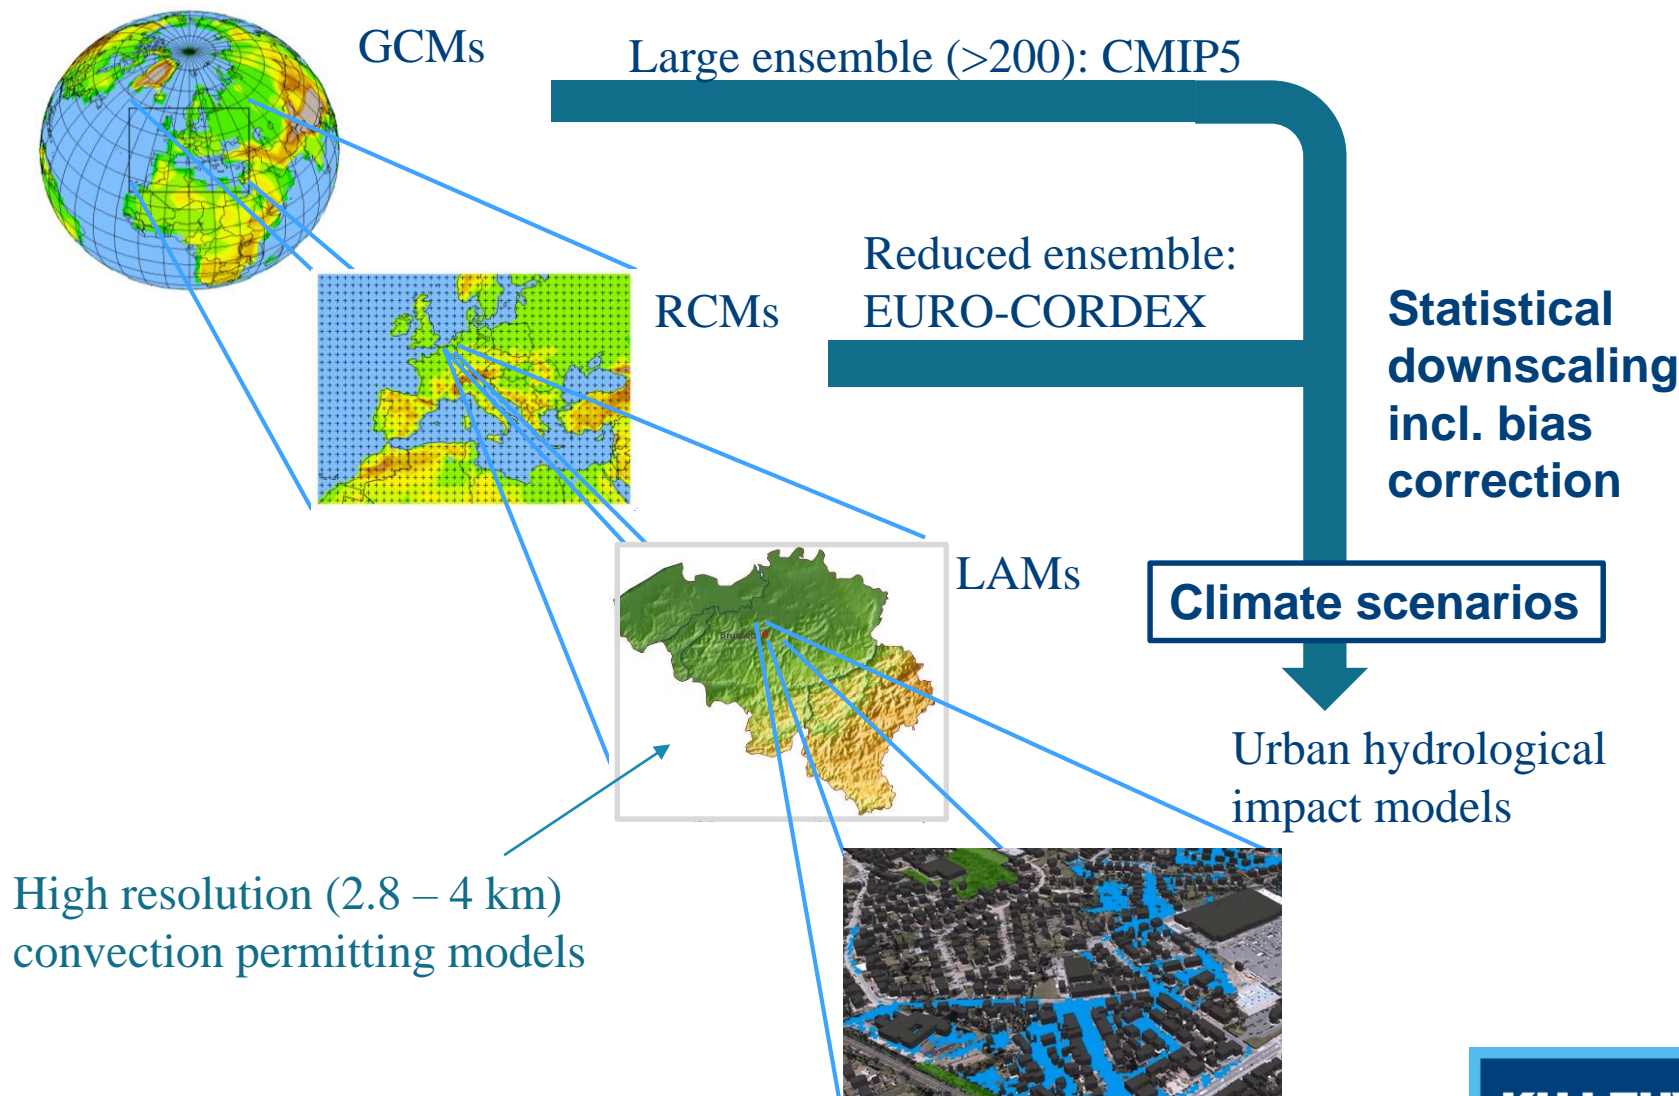 GCMs
Large ensemble (>200): CMIP5
Reduced ensemble:
RCMs
EURO-CORDEX
Statistical
downscaling
incl. bias
correction
LAMs
Climate scenarios
Brussels
Urban hydrological
impact models
High resolution (2.8 – 4 km)
convection permitting models